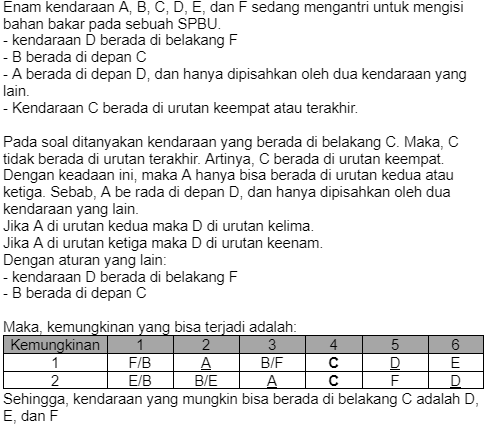 Enam kendaraan A, B, C, D, E, dan F sedang mengantri untuk mengisi
bahan bakar pada sebuah SPBU.
- kendaraan D berada di belakang F
- B berada di depan C
- A berada di depan D, dan hanya dipisahkan oleh dua kendaraan yang
lain.
- Kendaraan C berada di urutan keempat atau terakhir.
Pada soal ditanyakan kendaraan yang berada di belakang C. Maka, C
tidak berada di urutan terakhir. Artinya, C berada di urutan keempat.
Dengan keadaan ini, maka A hanya bisa berada di urutan kedua atau
ketiga. Sebab, A be rada di depan D, dan hanya dipisahkan oleh dua
kendaraan yang lain.
Jika A di urutan kedua maka D di urutan kelima.
Jika A di urutan ketiga maka D di urutan keenam.
Dengan aturan yang lain:
- kendaraan D berada di belakang F
- B berada di depan C
Maka, kemungkinan yang bisa terjadi adalah:
Kemungkinan 1 2 3 4 5 6
1 F/B A B/F C D E
2 E/B B/E A C F D
Sehingga, kendaraan yang mungkin bisa berada di belakang C adalah D,
E, dan F